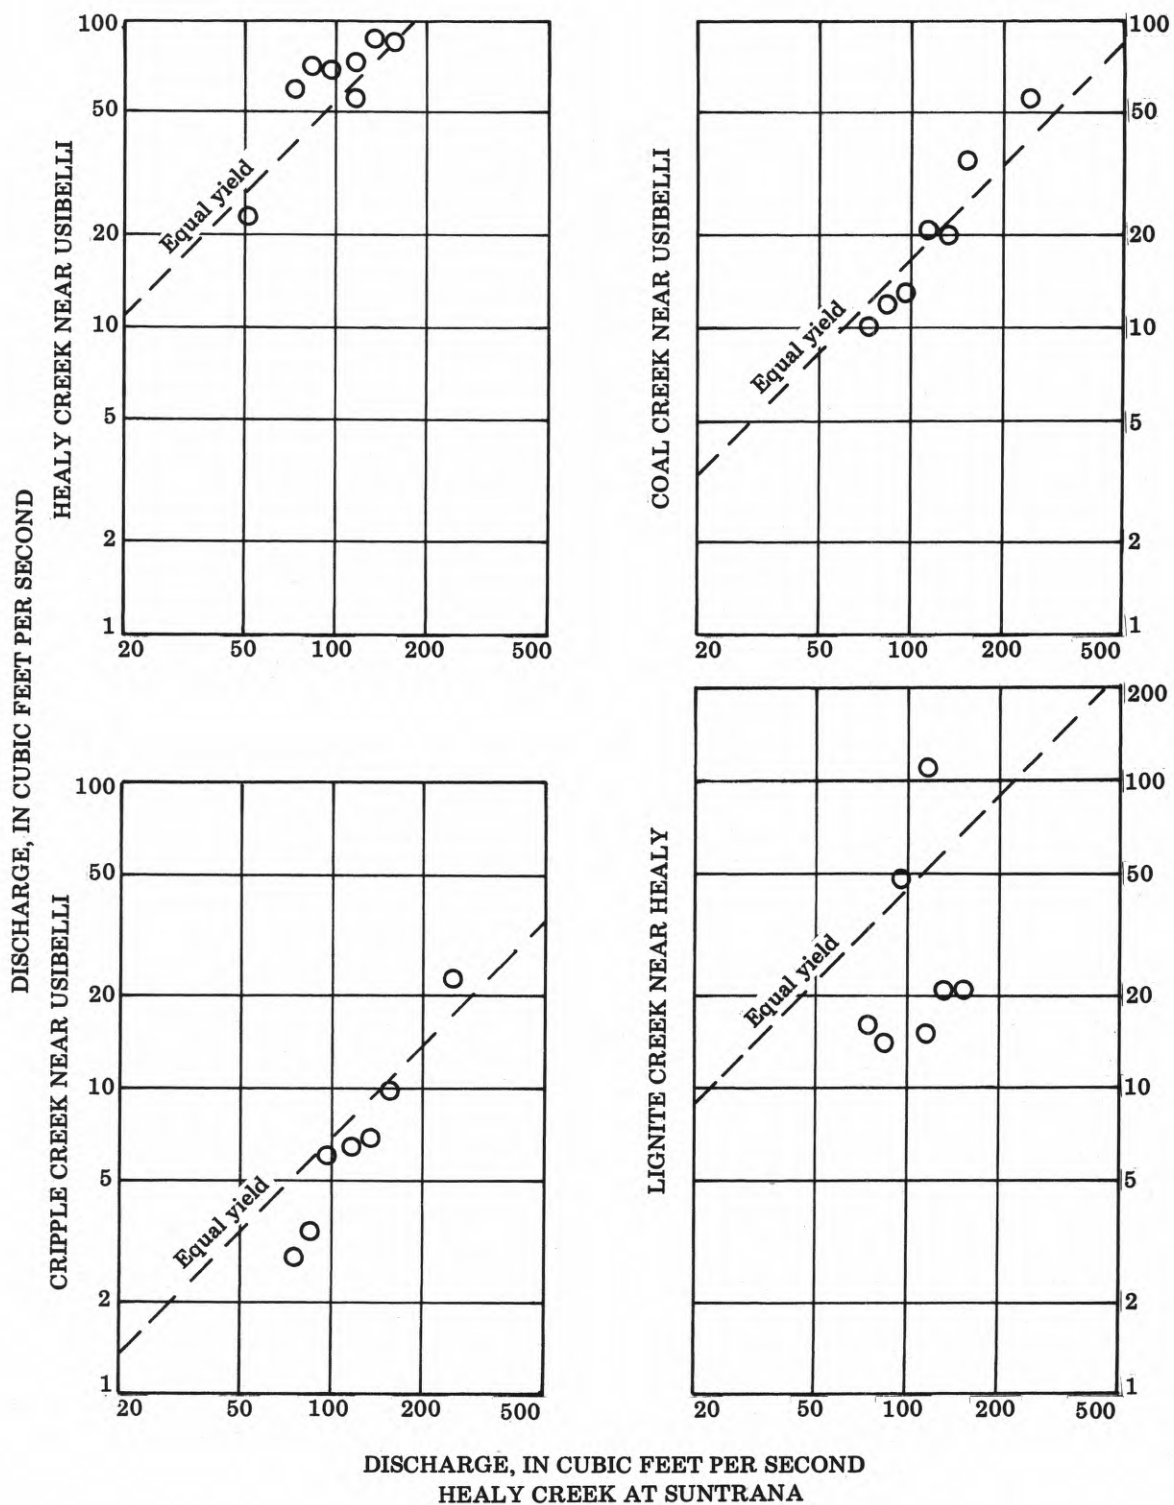 DISCHARGE, IN CUBIC FEET PER SECOND
HEALY CREEK NEAR USIBELLI
100
50
20
10
5
2
1
Equal yield
20 50 100 200 500
COAL CREEK NEAR USIBELLI
100
50
20
10
5
2
1
Equal yield
20 50 100 200 500
CRIPPLE CREEK NEAR USIBELLI
100
50
20
10
5
2
1
Equal yield
20 50 100 200 500
LIGNITE CREEK NEAR HEALY
200
100
50
20
10
5
2
1
Equal yield
20 50 100 200 500
DISCHARGE, IN CUBIC FEET PER SECOND
HEALY CREEK AT SUNTRANA